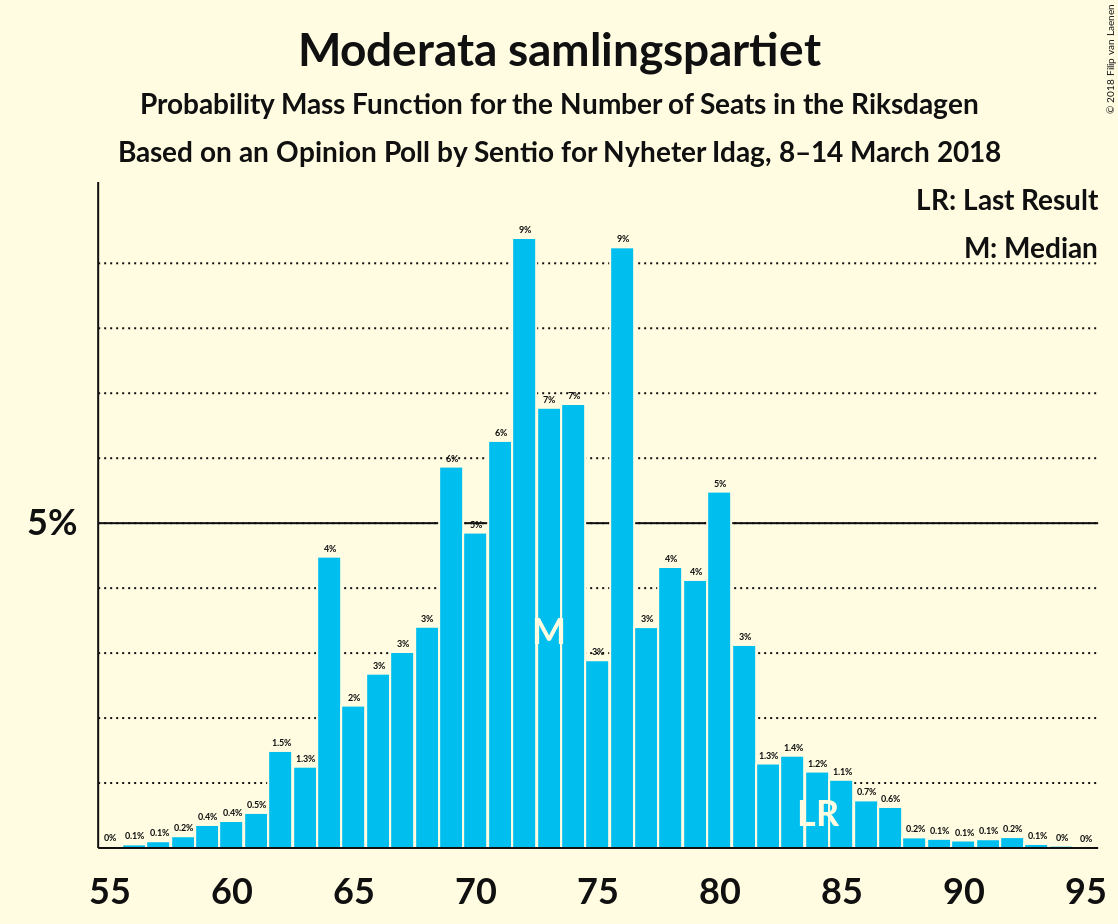 Moderata samlingspartiet
Probability Mass Function for the Number of Seats in the Riksdagen
Based on an Opinion Poll by Sentio for Nyheter Idag, 8–14 March 2018
© 2018 Filip van Laenen
LR: Last Result
M: Median
5%
0% 0.1% 0.1% 0.2% 0.4% 0.4% 0.5% 1.5% 1.3% 4% 2% 3% 3% 3% 6% 5% 6% 9% 7% 7% 3% 9% 3% 4% 4% 5% 3% 1.3% 1.4% 1.2% 1.1% 0.7% 0.6% 0.2% 0.1% 0.1% 0.1% 0.2% 0.1% 0% 0%
M
LR
55 60 65 70 75 80 85 90 95